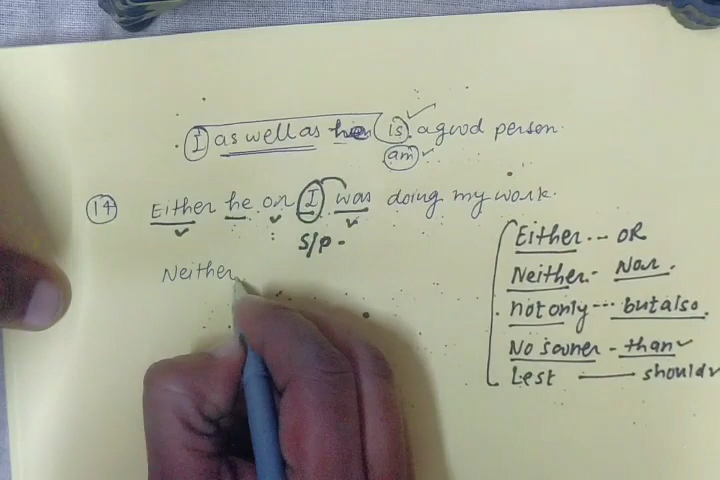 I as well as he is a good person.
am
14 Either he or I was doing my work.
S/P.
Neither
Either... OR
Neither- Nor.
not only... but also.
No sooner - than
Lest — should